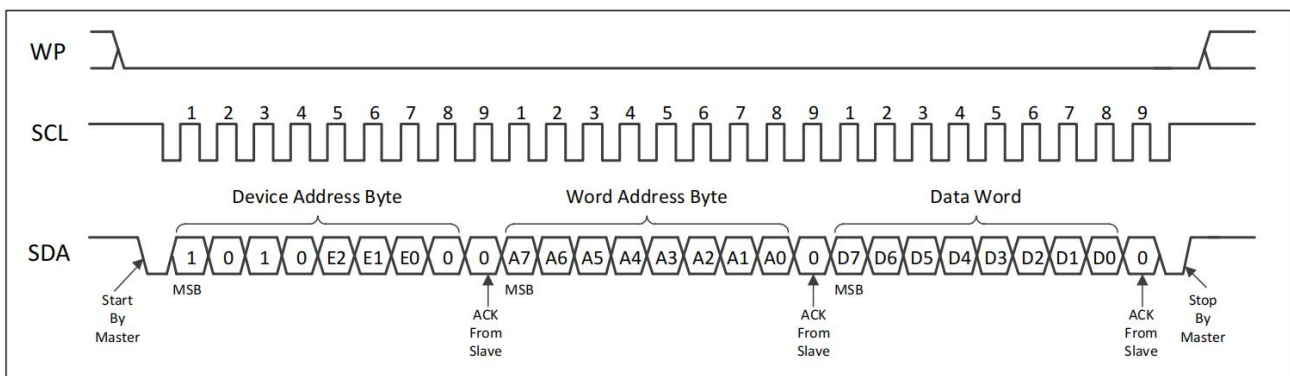 WP
SCL
1 2 3 4 5 6 7 8 9 1 2 3 4 5 6 7 8 9 1 2 3 4 5 6 7 8 9
Device Address Byte Word Address Byte Data Word
SDA
1 0 1 0 E2 E1 E0 0 0 A7 A6 A5 A4 A3 A2 A1 A0 0 D7 D6 D5 D4 D3 D2 D1 D0 0
MSB MSB MSB
Start
By
Master
ACK
From
Slave
ACK
From
Slave
ACK
From
Slave
Stop
By
Master